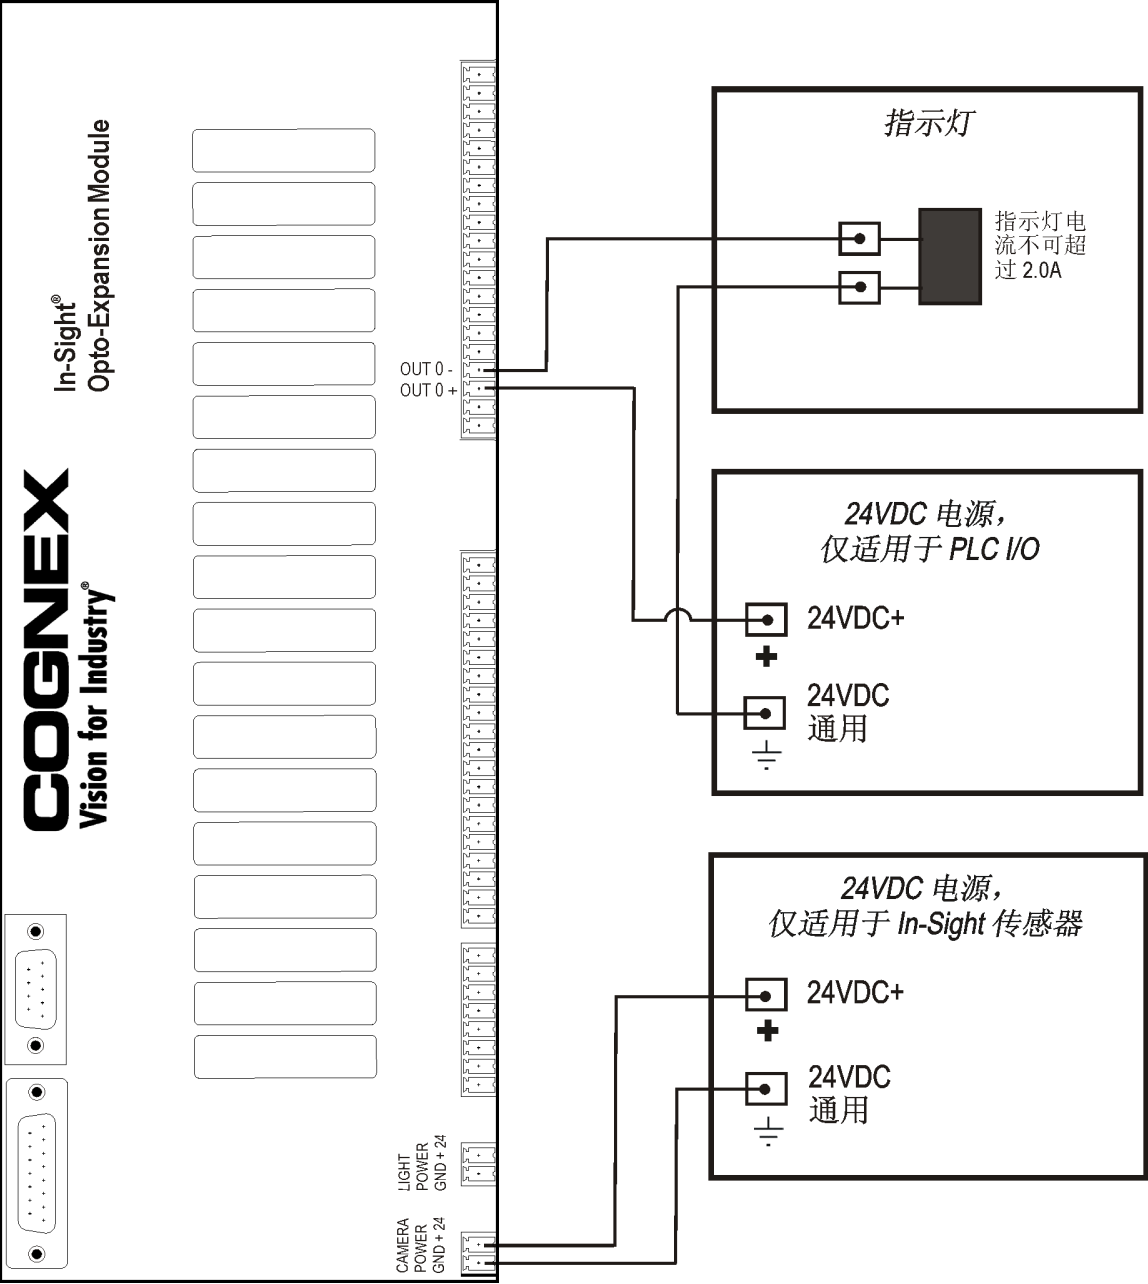 In-Sight®
Opto-Expansion Module
COGNEX
Vision for Industry®
OUT 0 -
OUT 0 +
LIGHT
POWER
GND + 24
CAMERA
POWER
GND + 24
指示灯
指示灯电
流不可超
过 2.0A
24VDC 电源，
仅适用于 PLC I/O
24VDC+
+
24VDC
通用
24VDC 电源，
仅适用于 In-Sight 传感器
24VDC+
+
24VDC
通用